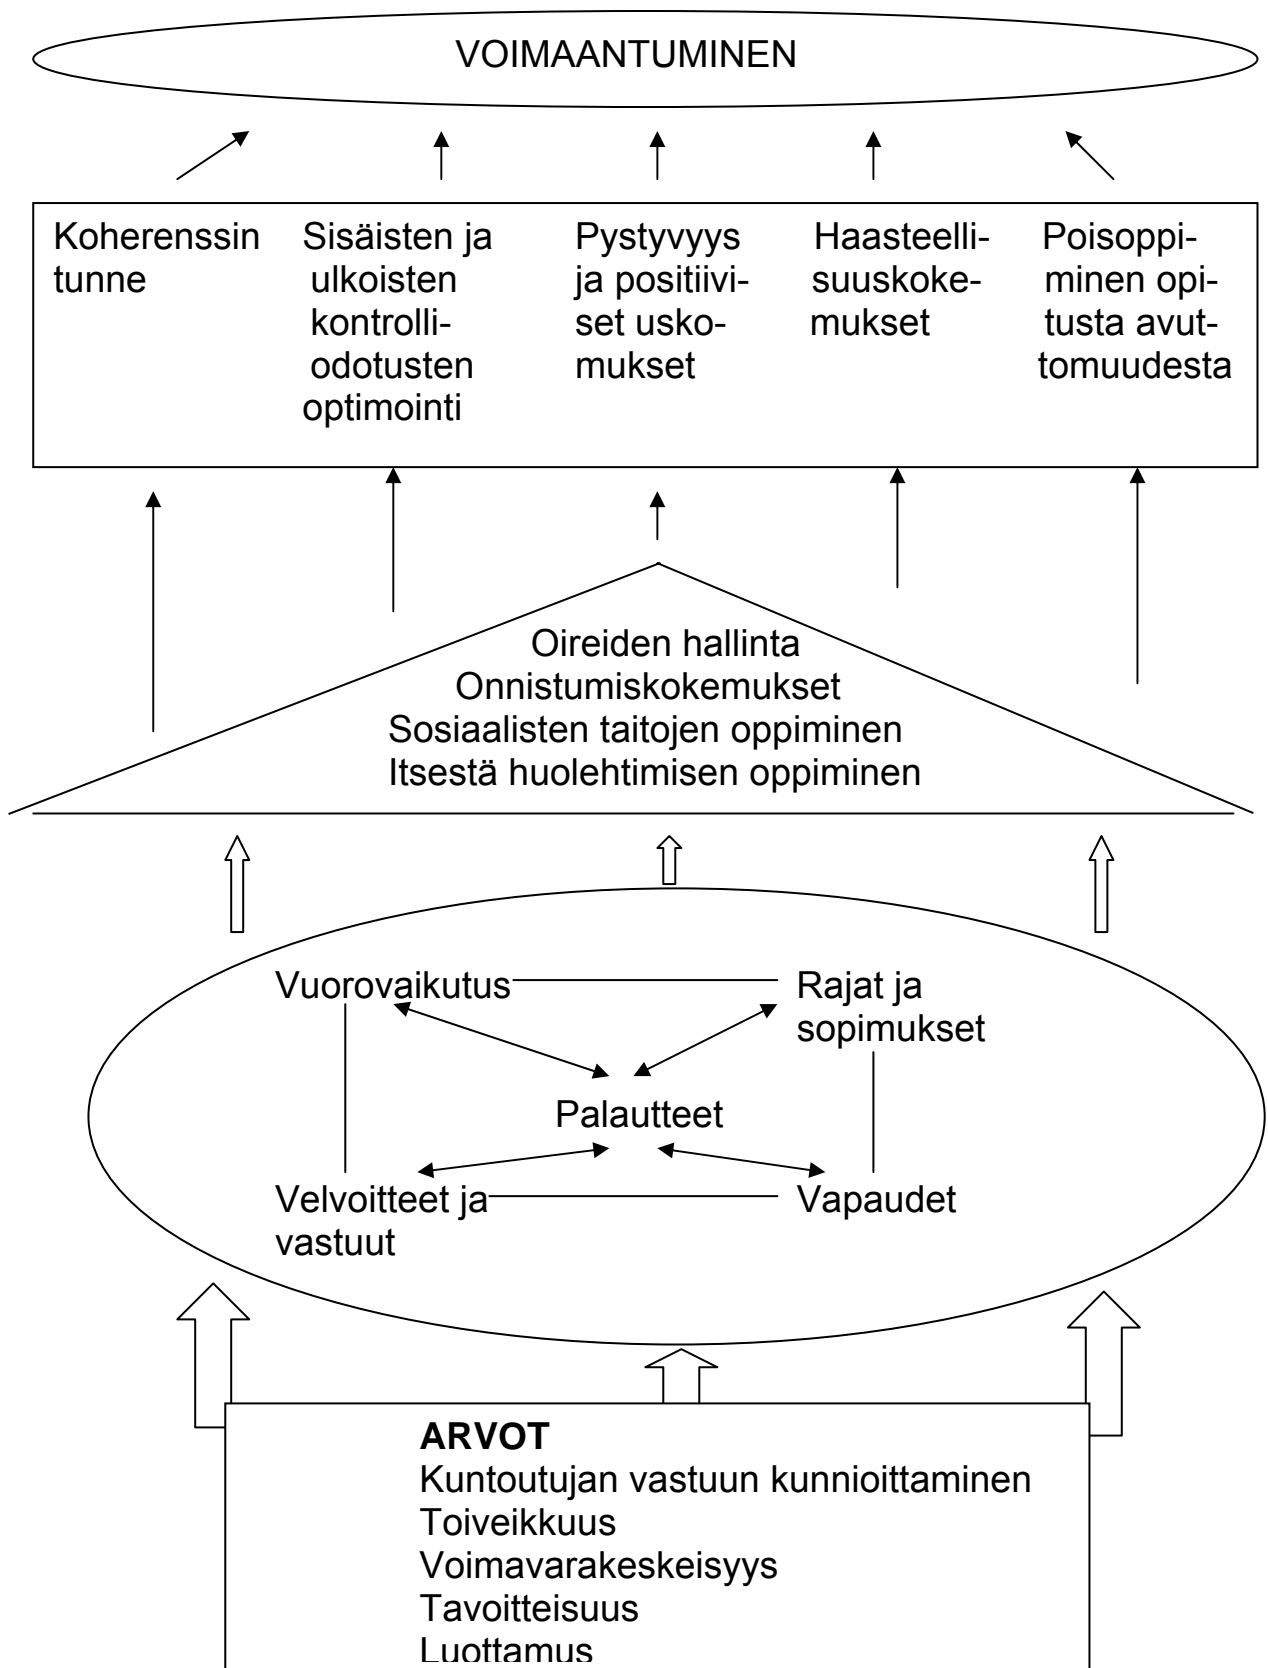 VOIMAANTUMINEN
Koherenssin
tunne
Sisäisten ja
ulkoisten
kontrolli-
odotusten
optimointi
Pystyvyys
ja positiivi-
set usko-
mukset
Haasteelli-
suuskoke-
mukset
Poisoppi-
minen opi-
tusta avut-
tomuudesta
Oireiden hallinta
Onnistumiskokemukset
Sosiaalisten taitojen oppiminen
Itsestä huolehtimisen oppiminen
Vuorovaikutus
Rajat ja
sopimukset
Palautteet
Velvoitteet ja
vastuut
Vapaudet
ARVOT
Kuntoutujan vastuun kunnioittaminen
Toiveikkuus
Voimavarakeskeisyys
Tavoitteisuus
Luottamus